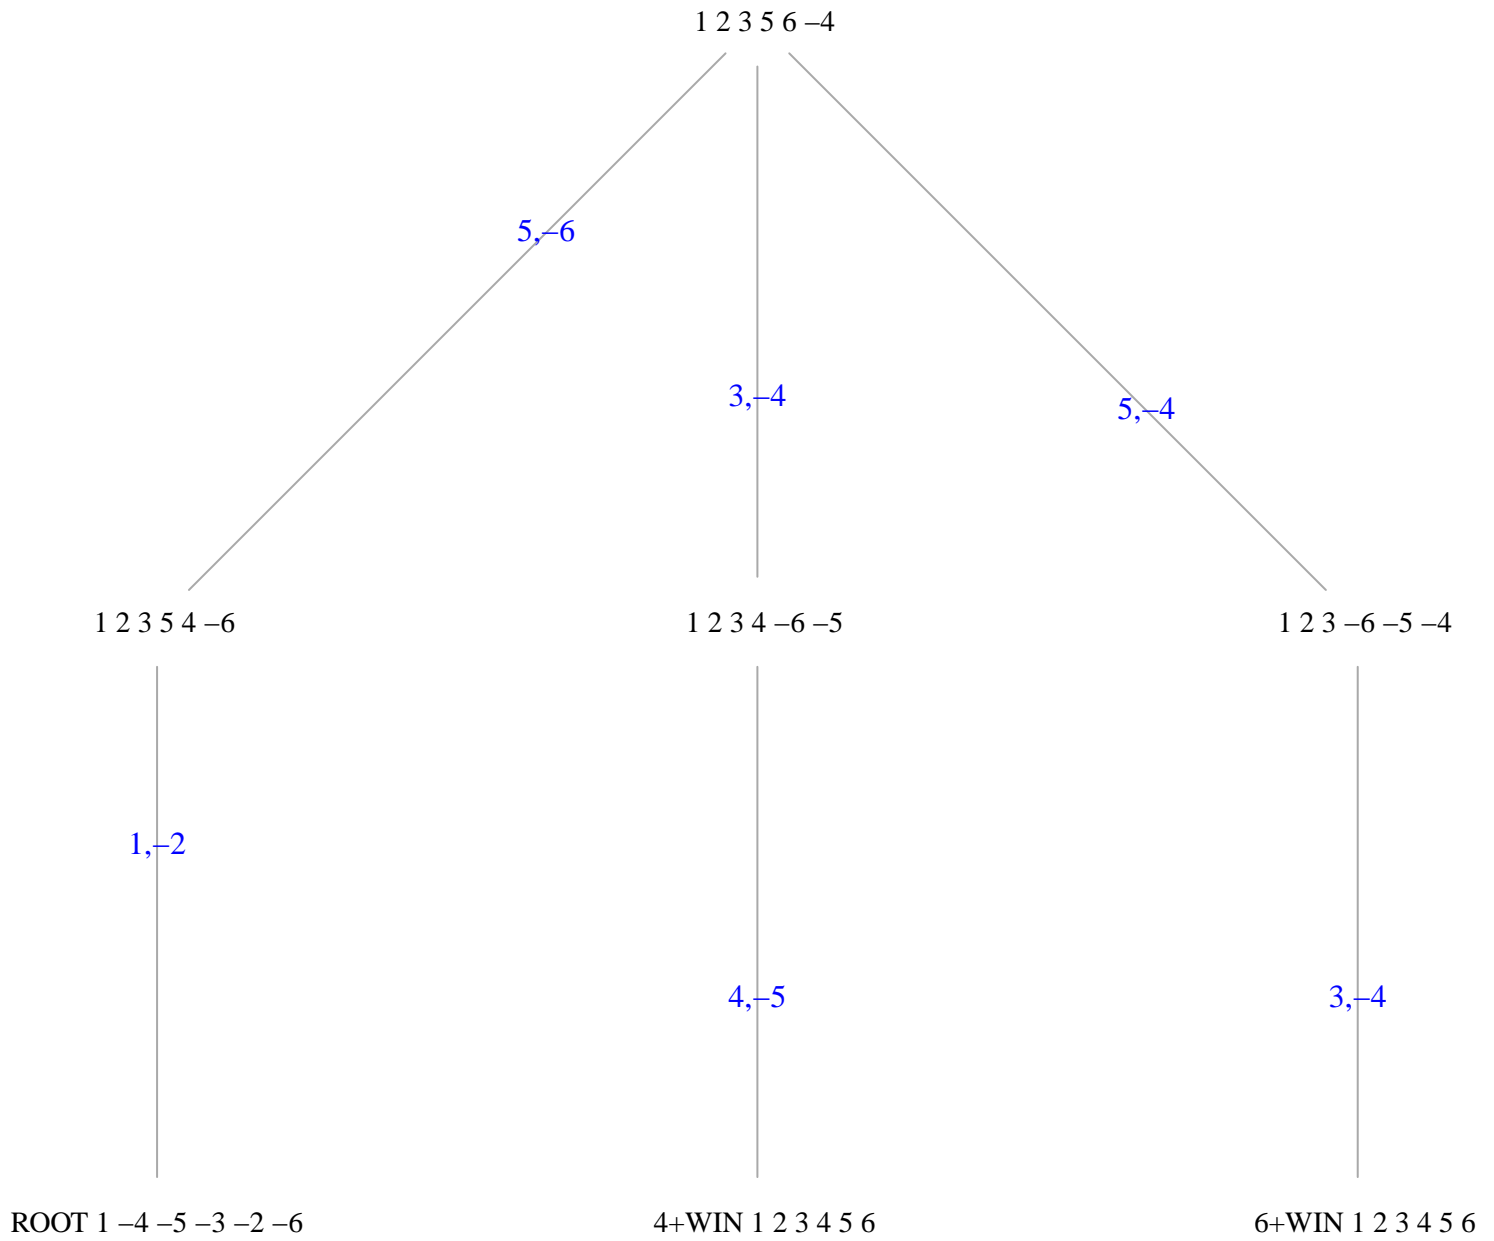 1 2 3 5 6 –4
5,–6
3,–4
5,–4
1 2 3 5 4 –6
1 2 3 4 –6 –5
1 2 3 –6 –5 –4
1,–2
4,–5
3,–4
ROOT 1 –4 –5 –3 –2 –6
4+WIN 1 2 3 4 5 6
6+WIN 1 2 3 4 5 6